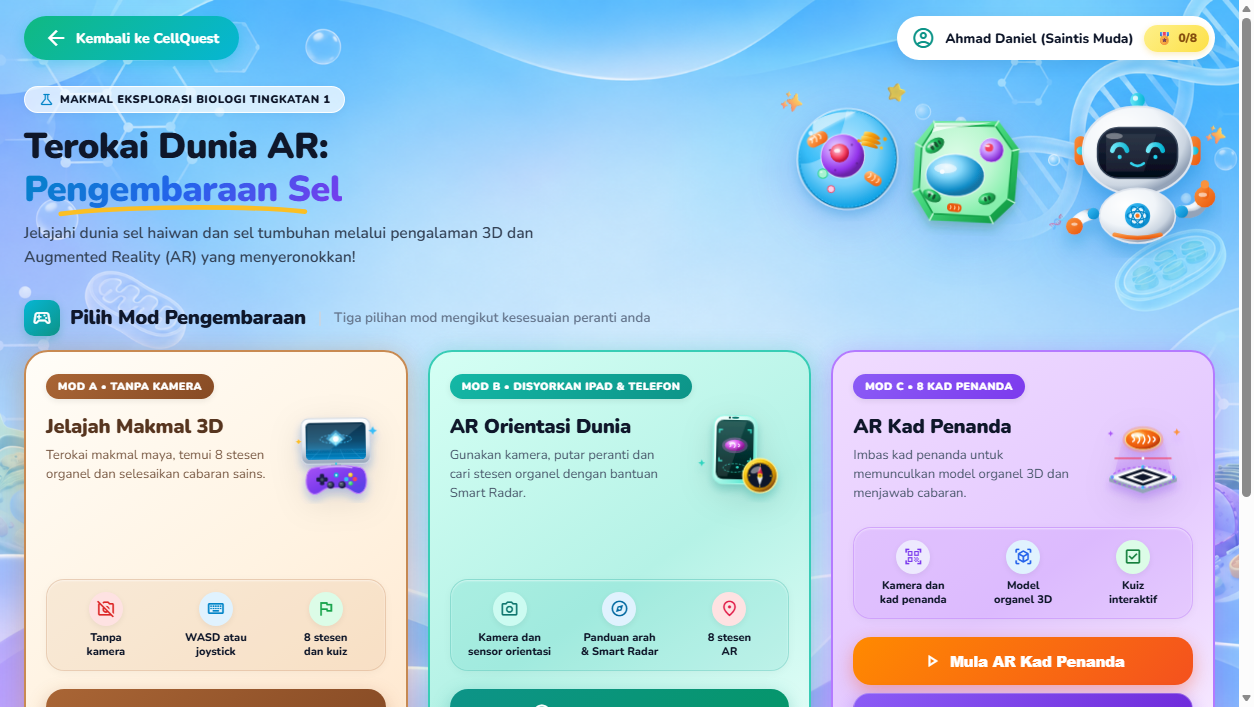 Kembali ke CellQuest
Ahmad Daniel (Saintis Muda)
0/8
MAKMAL EKSPLORASI BIOLOGI TINGKATAN 1
Terokai Dunia AR:
Pengembaraan Sel
Jelajahi dunia sel haiwan dan sel tumbuhan melalui pengalaman 3D dan
Augmented Reality (AR) yang menyeronokkan!
Pilih Mod Pengembaraan
Tiga pilihan mod mengikut kesesuaian peranti anda
MOD A • TANPA KAMERA
Jelajah Makmal 3D
Terokai makmal maya, temui 8 stesen
organel dan selesaikan cabaran sains.
Tanpa
kamera
WASD atau
joystick
8 stesen
dan kuiz
MOD B • DISYORKAN IPAD & TELEFON
AR Orientasi Dunia
Gunakan kamera, putar peranti dan
cari stesen organel dengan bantuan
Smart Radar.
Kamera dan
sensor orientasi
Panduan arah
& Smart Radar
8 stesen
AR
MOD C • 8 KAD PENANDA
AR Kad Penanda
Imbas kad penanda untuk
memunculkan model organel 3D dan
menjawab cabaran.
Kamera dan
kad penanda
Model
organel 3D
Kuiz
interaktif
Mula AR Kad Penanda